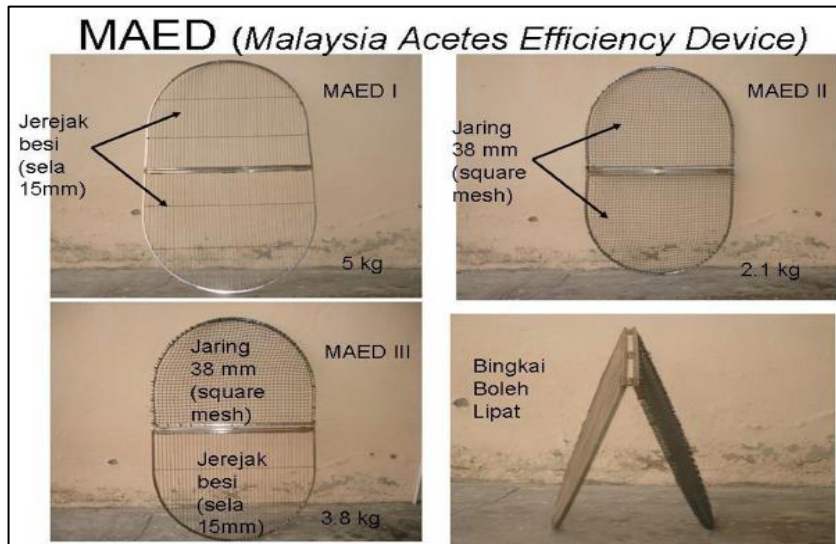 MAED (Malaysia Acetes Efficiency Device)
MAED I
Jerejak
besi
(sela
15mm)
5 kg
MAED II
Jaring
38 mm
(square
mesh)
2.1 kg
MAED III
Jaring
38 mm
(square
mesh)
Jerejak
besi
(sela
15mm)
3.8 kg
Bingkai
Boleh
Lipat